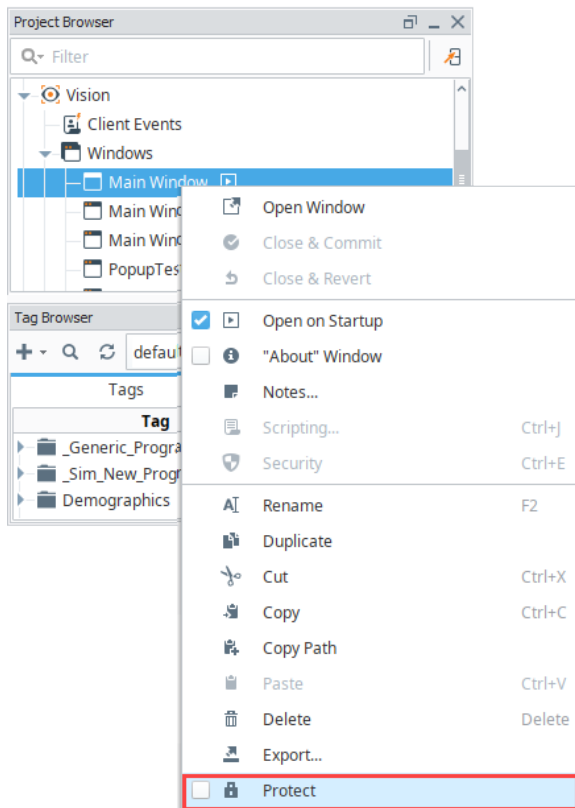 Project Browser
Filter
Vision
Client Events
Windows
Main Window
Main Win
Main Win
PopupTes
Tag Browser
defau
Tags
Tag
_Generic_Progra
_Sim_New_Progr
Demographics
Open Window
Close & Commit
Close & Revert
Open on Startup
"About" Window
Notes...
Scripting... Ctrl+J
Security Ctrl+E
Rename F2
Duplicate
Cut Ctrl+X
Copy Ctrl+C
Copy Path
Paste Ctrl+V
Delete Delete
Export...
Protect